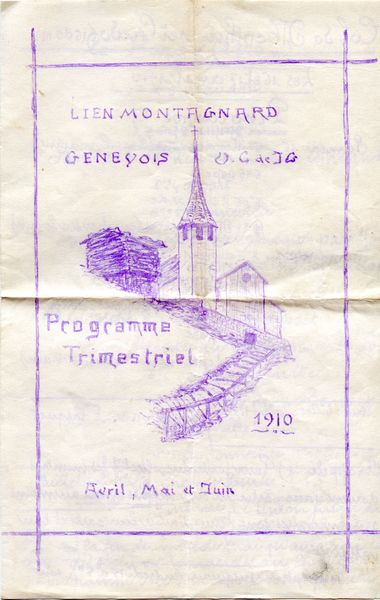 LIEN MONTAGNARD
GENEVOIS U.C de JG
Programme
Trimestriel
1910
Avril, Mai et Juin